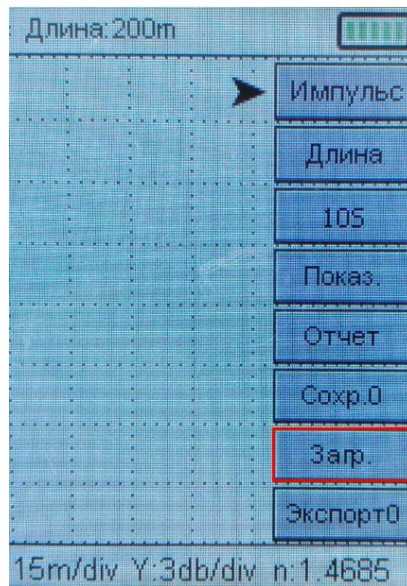 Длина:200m
Импульс
Длина
10S
Показ.
Отчет
Сохр.0
Загр.
Экспорт0
15m/div Y:3db/div n:1.4685